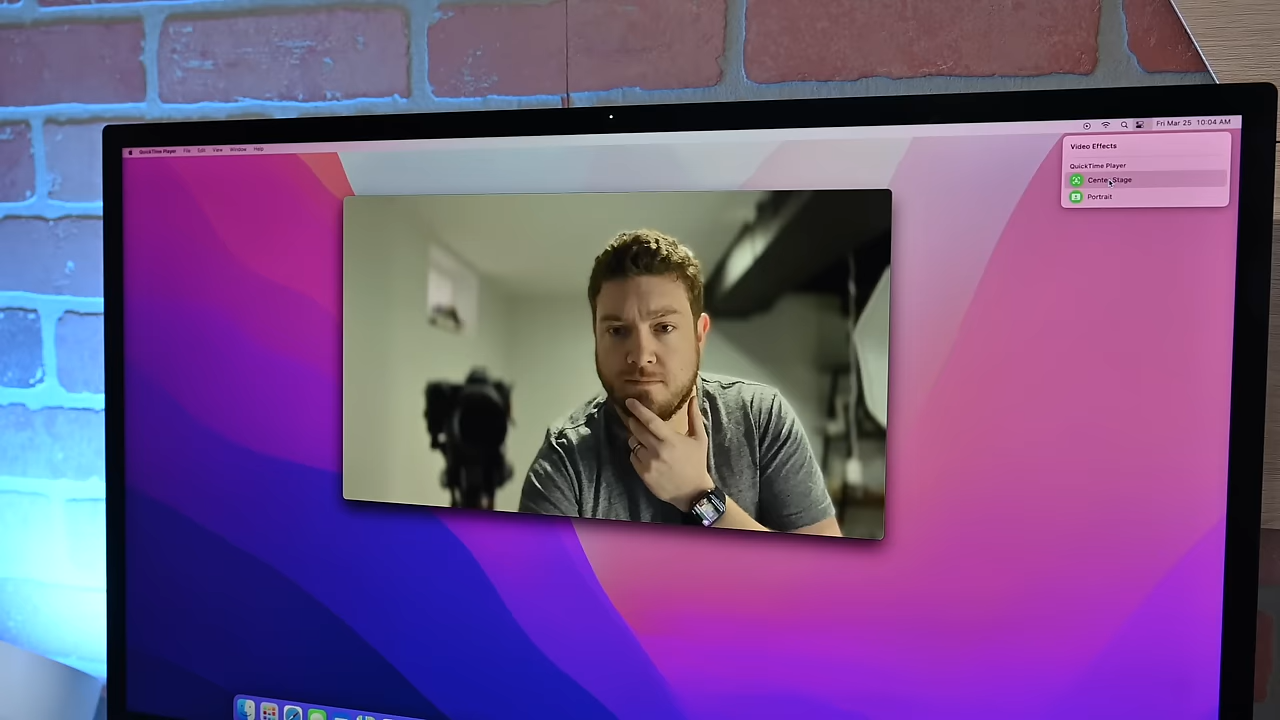 QuickTime Player File Edit View Window Help
Fri Mar 25 10:04 AM
Video Effects
QuickTime Player
Center Stage
Portrait